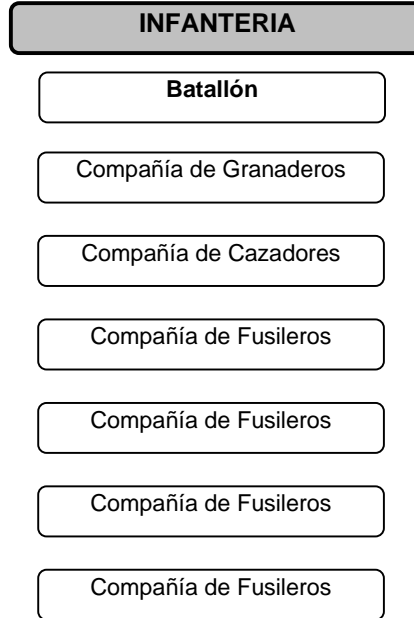 INFANTERIA
Batallón
Compañía de Granaderos
Compañía de Cazadores
Compañía de Fusileros
Compañía de Fusileros
Compañía de Fusileros
Compañía de Fusileros